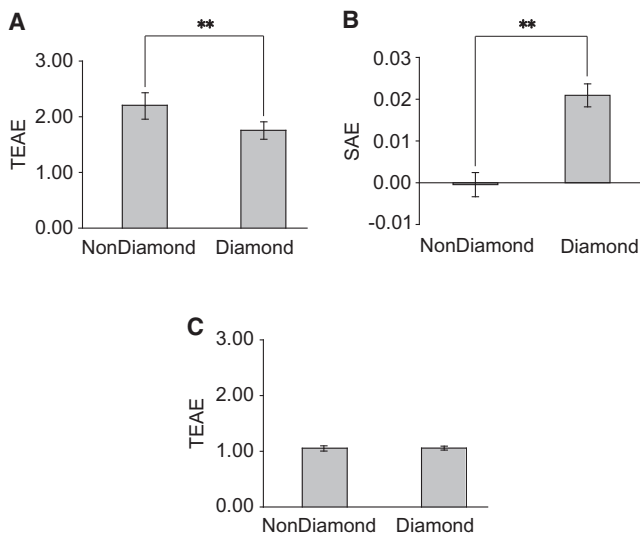 A
**
3.00
2.00
1.00
0.00
TEAE
NonDiamond Diamond
B
**
0.03
0.02
0.01
0.00
-0.01
SAE
NonDiamond Diamond
C
3.00
2.00
1.00
0.00
TEAE
NonDiamond Diamond